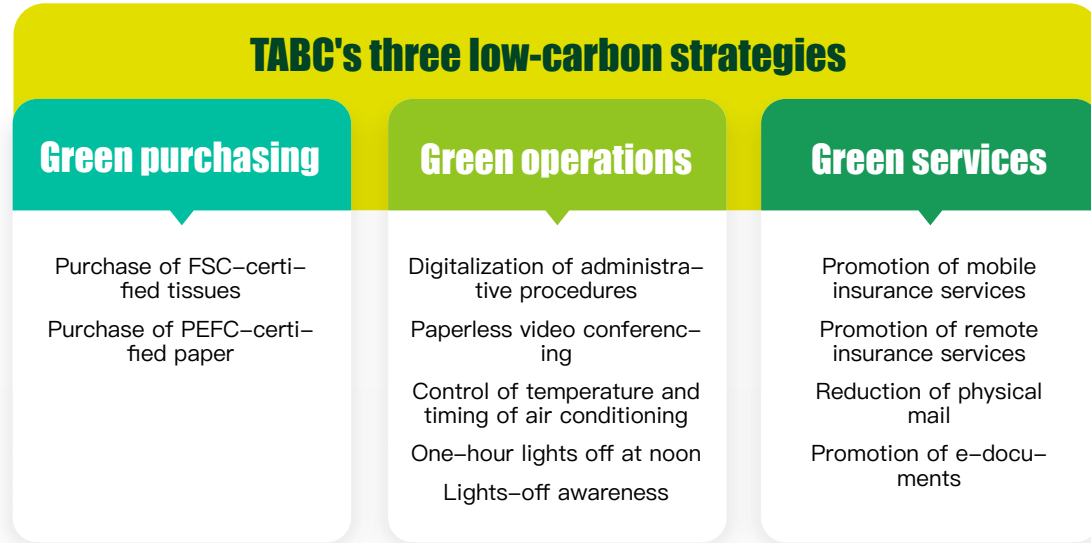 TABC's three low-carbon strategies
Green purchasing
Purchase of FSC-certi-
fied tissues
Purchase of PEFC-certi-
fied paper
Green operations
Digitalization of administra-
tive procedures
Paperless video conferenc-
ing
Control of temperature and
timing of air conditioning
One-hour lights off at noon
Lights-off awareness
Green services
Promotion of mobile
insurance services
Promotion of remote
insurance services
Reduction of physical
mail
Promotion of e-docu-
ments